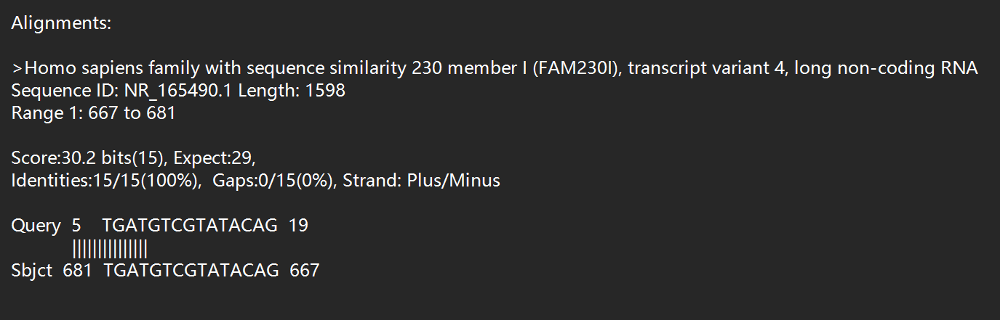 Alignments:
>Homo sapiens family with sequence similarity 230 member I (FAM230I), transcript variant 4, long non-coding RNA
Sequence ID: NR_165490.1 Length: 1598
Range 1: 667 to 681
Score:30.2 bits(15), Expect:29,
Identities:15/15(100%),  Gaps:0/15(0%), Strand: Plus/Minus
Query  5    TGATGTCGTATACAG  19
|||||||||||||||
Sbjct  681  TGATGTCGTATACAG  667